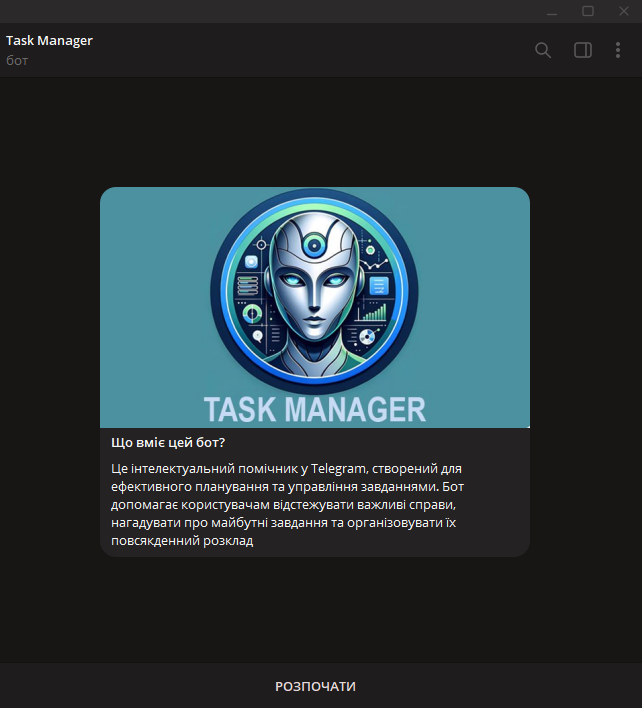 Task Manager
бот
TASK MANAGER
Що вміє цей бот?
Це інтелектуальний помічник у Telegram, створений для
ефективного планування та управління завданнями. Бот
допомагає користувачам відстежувати важливі справи,
нагадувати про майбутні завдання та організовувати їх
повсякденний розклад
РОЗПОЧАТИ